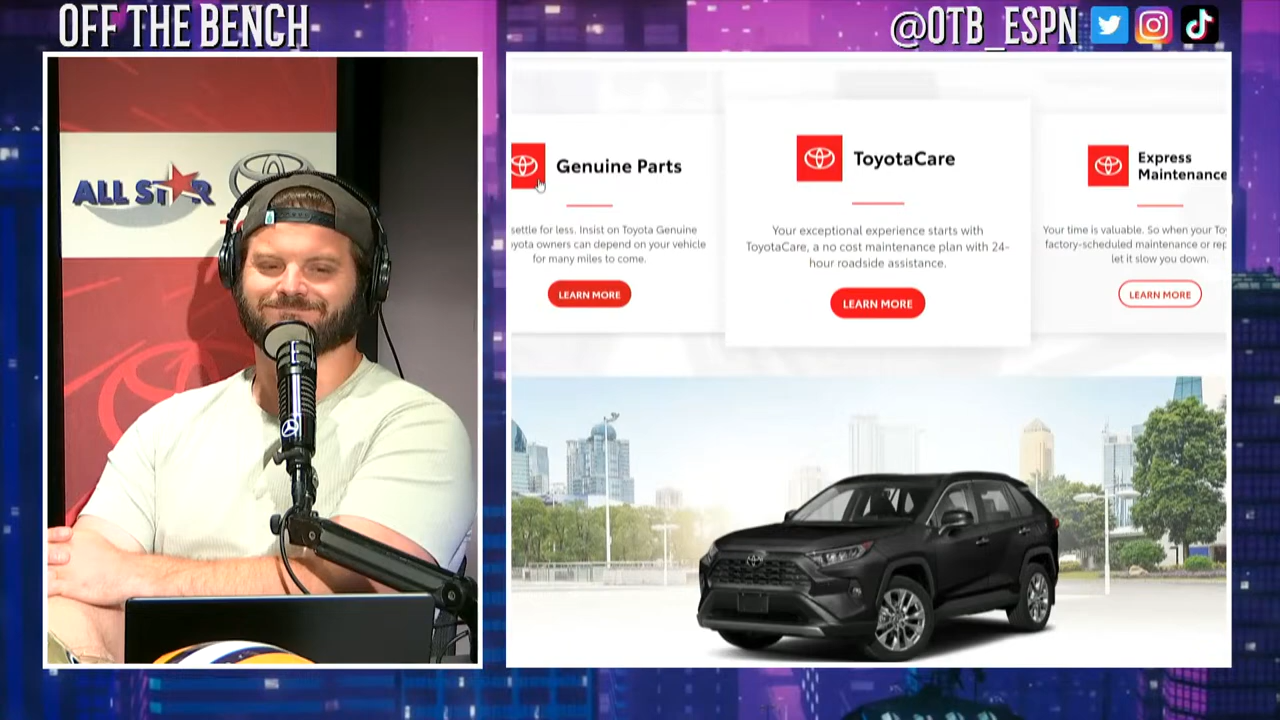 OFF THE BENCH
@OTB_ESPN
ALL STAR
Genuine Parts
settle for less. Insist on Toyota Genuine
oyota owners can depend on your vehicle
for many miles to come.
LEARN MORE
ToyotaCare
Your exceptional experience starts with
ToyotaCare, a no cost maintenance plan with 24-
hour roadside assistance.
LEARN MORE
Express
Maintenance
Your time is valuable. So when your Toy
factory-scheduled maintenance or rep
let it slow you down.
LEARN MORE